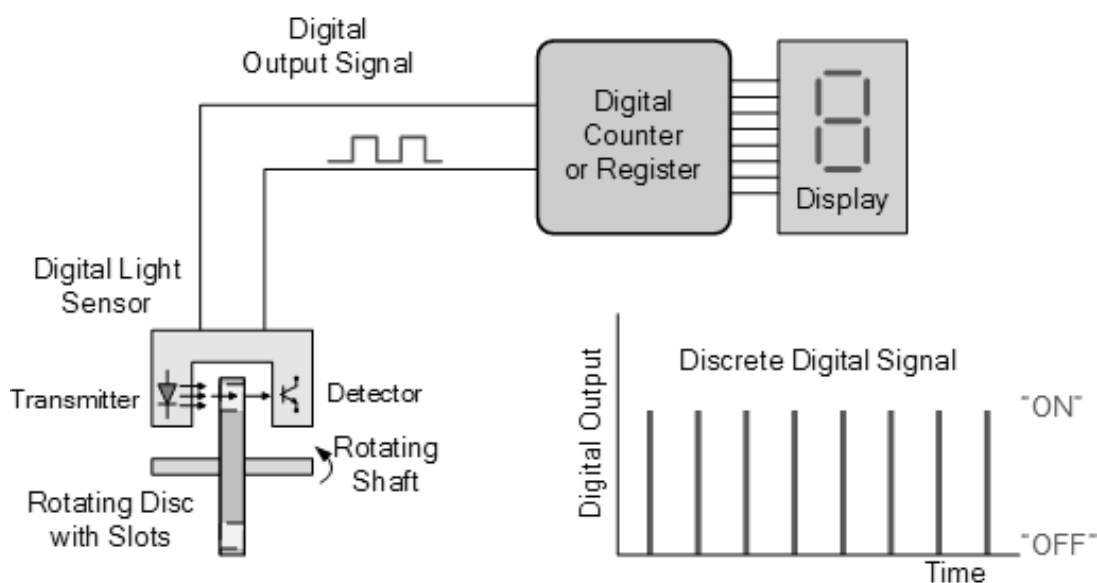 Digital
Output Signal
Digital
Counter
or Register
Display
Digital Light
Sensor
Transmitter
Detector
Rotating
Shaft
Rotating Disc
with Slots
Discrete Digital Signal
Digital Output
"ON"
"OFF"
Time